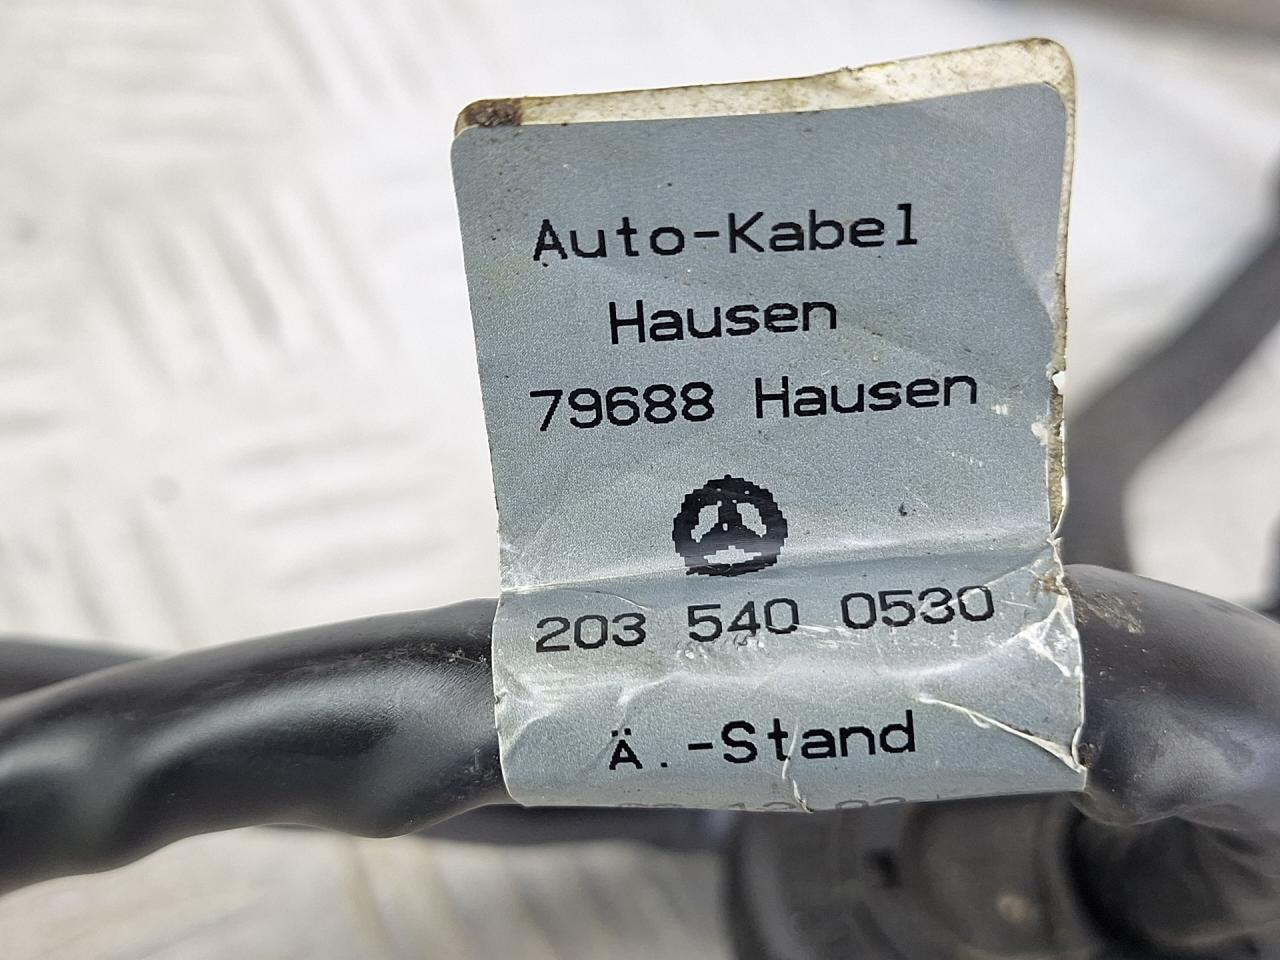 Auto-Kabel
Hausen
79688 Hausen
203 540 0530
Ä.-Stand